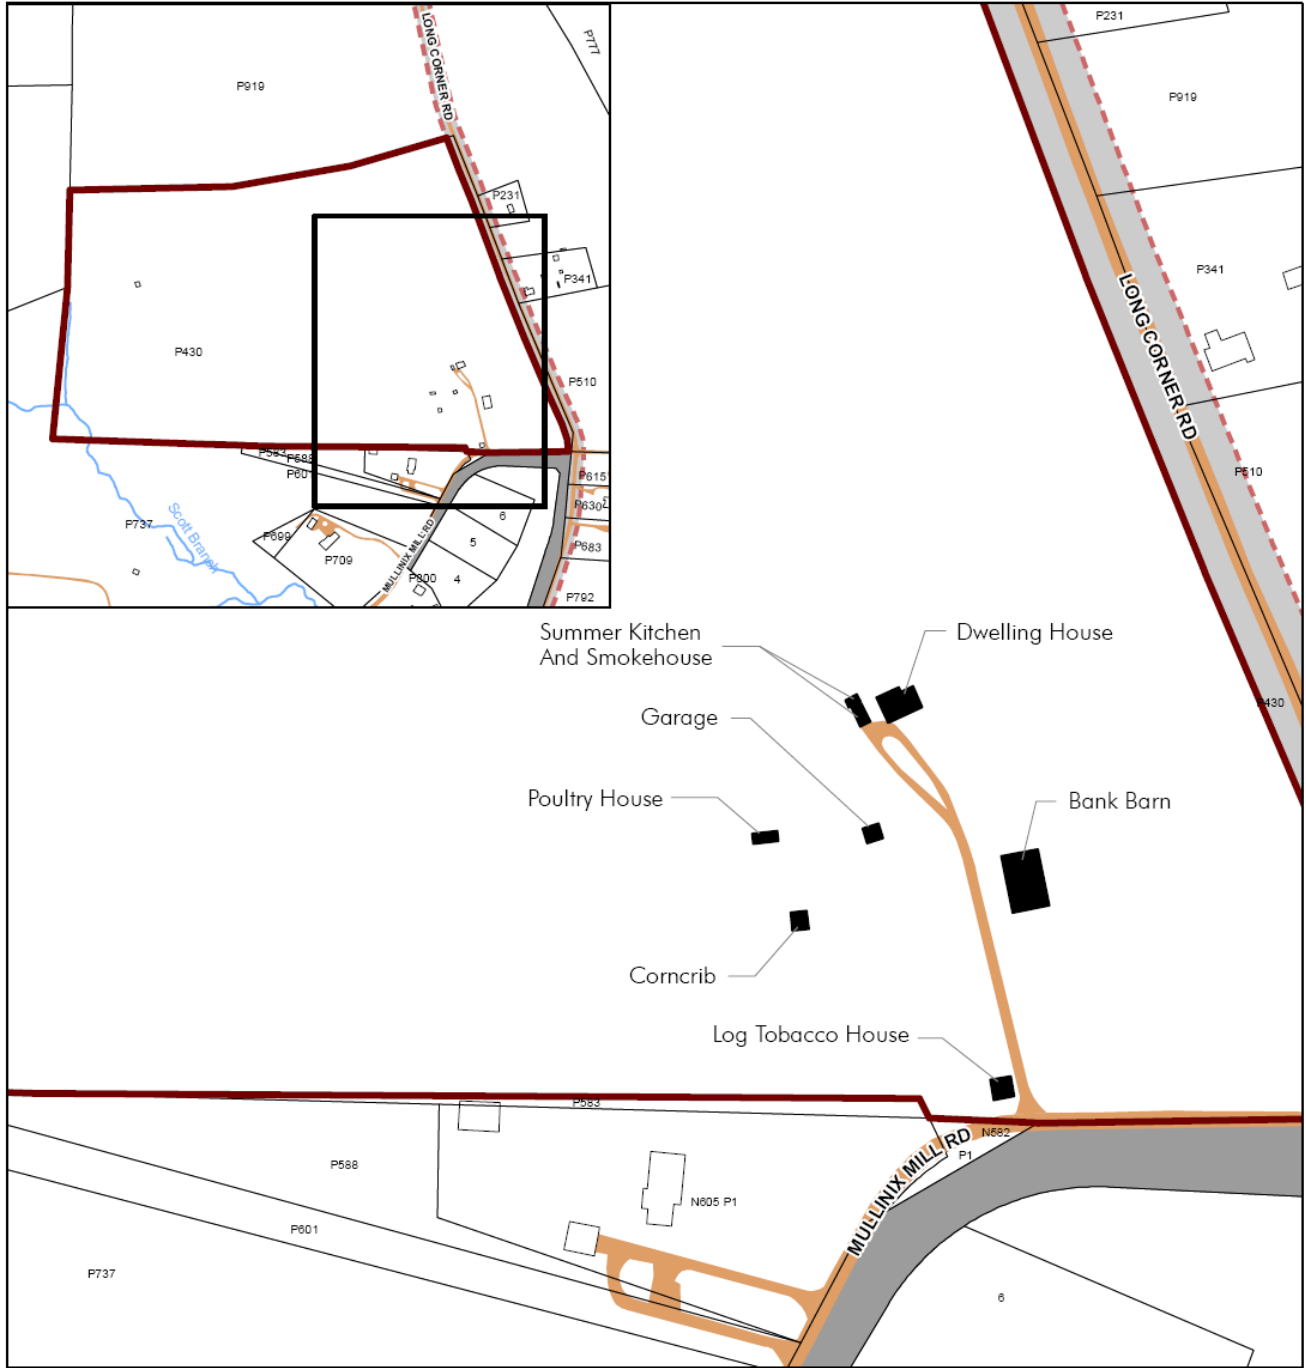 P919
LONG CORNER RD
P777
P231
P341
P430
P510
P583
P588
P601
P615
P630
P683
P792
6
5
4
P737
Scott Branch
P699
P709
P800
MULLINIX MILL RD
P231
P919
P341
LONG CORNER RD
P510
P430
Summer Kitchen
And Smokehouse
Dwelling House
Garage
Poultry House
Bank Barn
Corncrib
Log Tobacco House
P583
N582
P1
MULLINIX MILL RD
P588
N605 P1
P601
P737
6